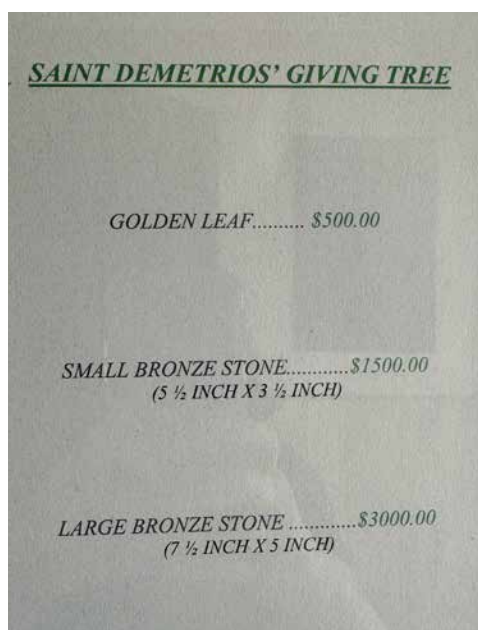 SAINT DEMETRIOS' GIVING TREE
GOLDEN LEAF.......... $500.00
SMALL BRONZE STONE............$1500.00
(5 ½ INCH X 3 ½ INCH)
LARGE BRONZE STONE .............$3000.00
(7 ½ INCH X 5 INCH)